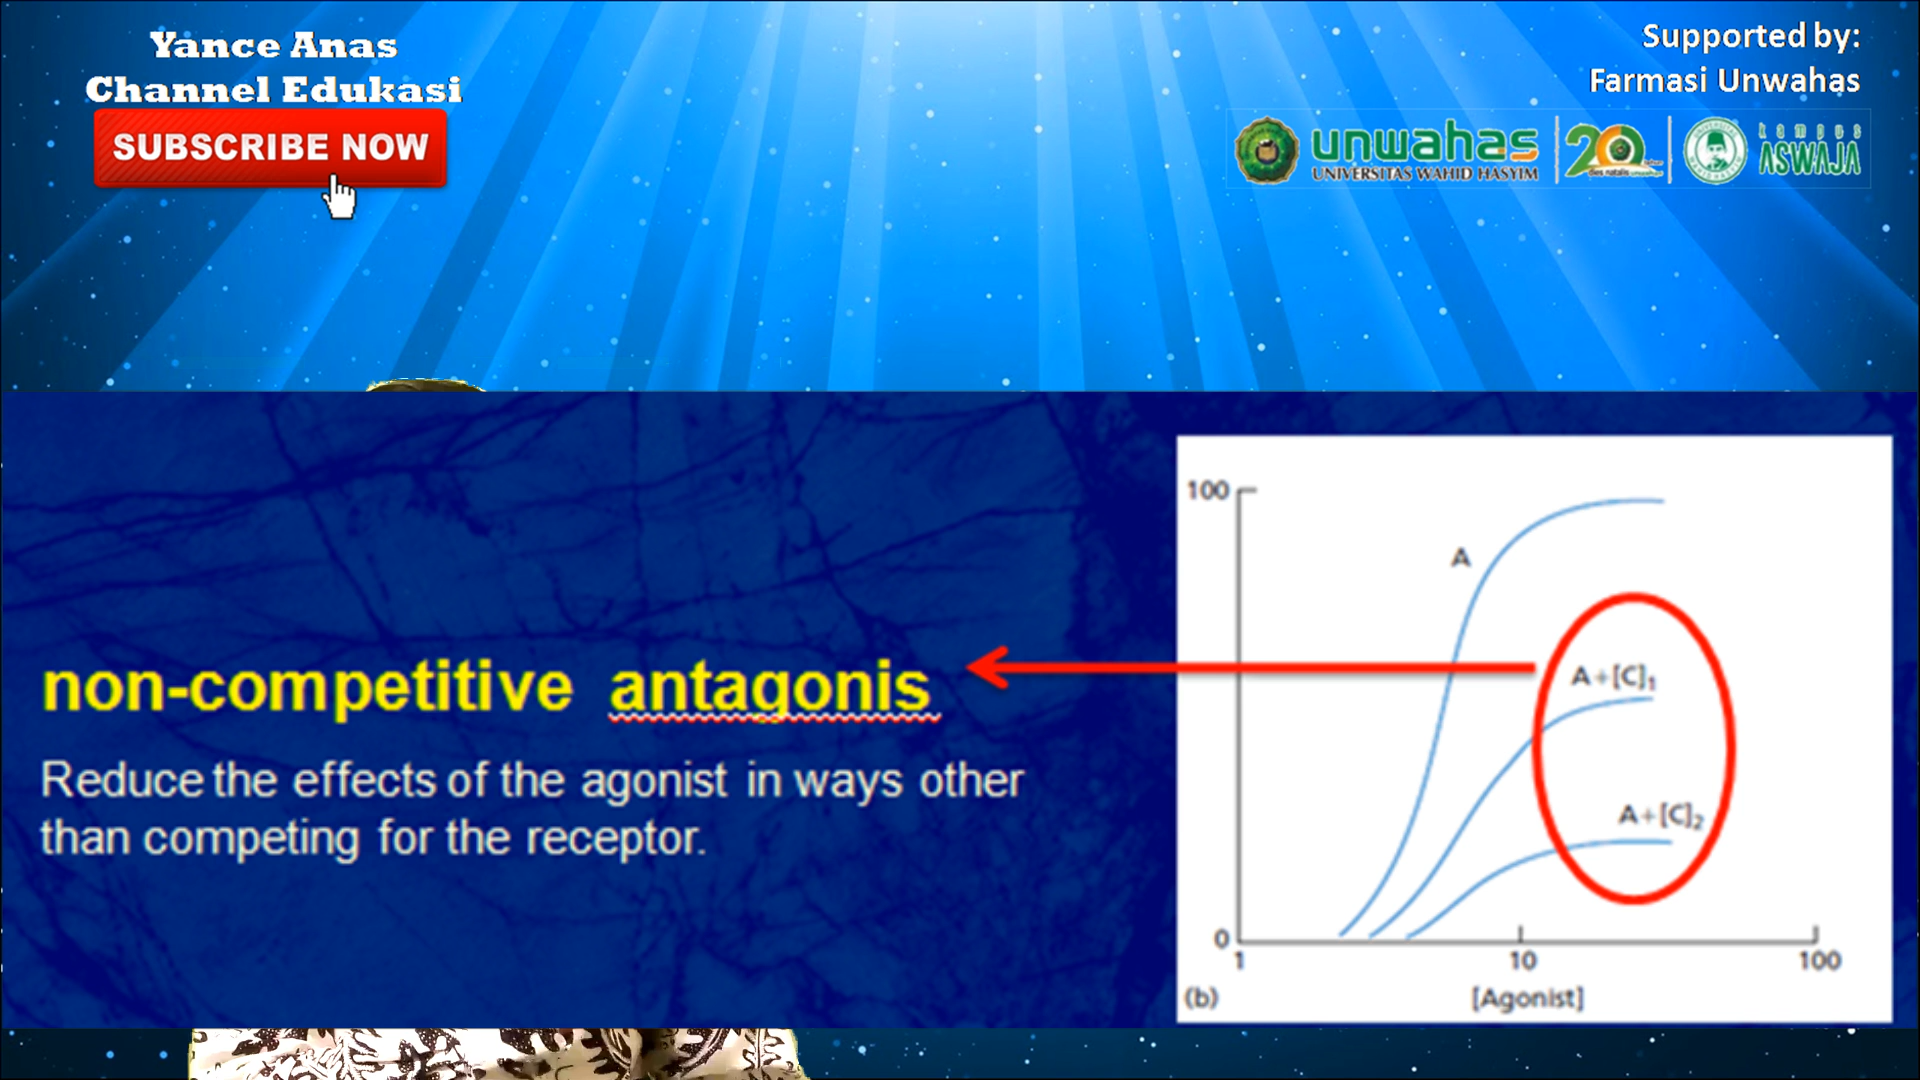 Yance Anas
Channel Edukasi
SUBSCRIBE NOW
Supported by:
Farmasi Unwahas
unwahas
UNIVERSITAS WAHID HASYIM
20
kampus
ASWAJA
non-competitive antagonis
Reduce the effects of the agonist in ways other
than competing for the receptor.
100
A
A+[C]₁
A+[C]₂
0
1
10
100
(b)
[Agonist]